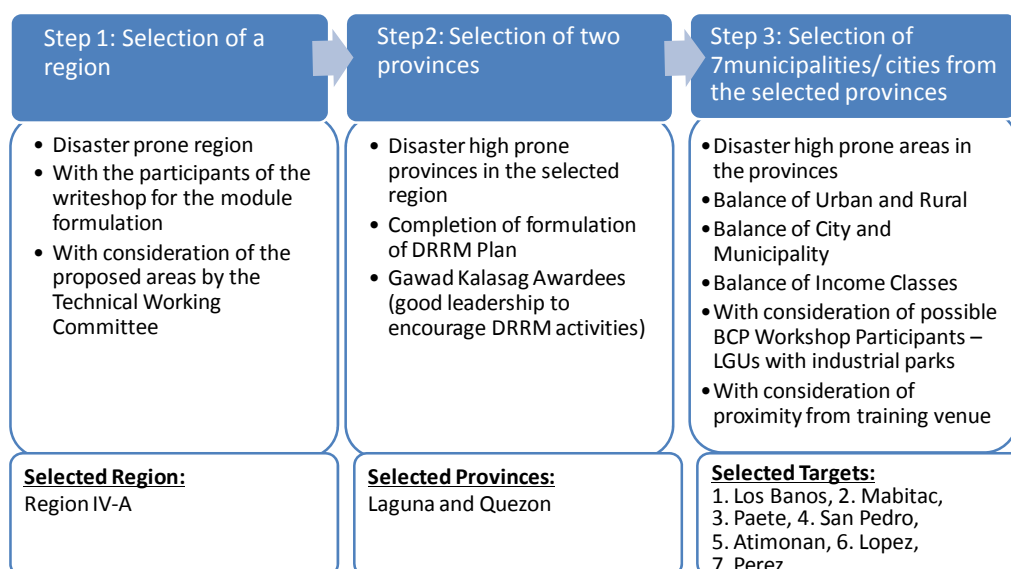 Step 1: Selection of a
region
Step2: Selection of two
provinces
Step 3: Selection of
7municipalities/ cities from
the selected provinces
• Disaster prone region
• With the participants of the
writeshop for the module
formulation
• With consideration of the
proposed areas by the
Technical Working
Committee
• Disaster high prone
provinces in the selected
region
• Completion of formulation
of DRRM Plan
• Gawad Kalasag Awardees
(good leadership to
encourage DRRM activities)
•Disaster high prone areas in
the provinces
•Balance of Urban and Rural
•Balance of City and
Municipality
•Balance of Income Classes
•With consideration of possible
BCP Workshop Participants –
LGUs with industrial parks
•With consideration of
proximity from training venue
Selected Region:
Region IV-A
Selected Provinces:
Laguna and Quezon
Selected Targets:
1. Los Banos, 2. Mabitac,
3. Paete, 4. San Pedro,
5. Atimonan, 6. Lopez,
7. Perez